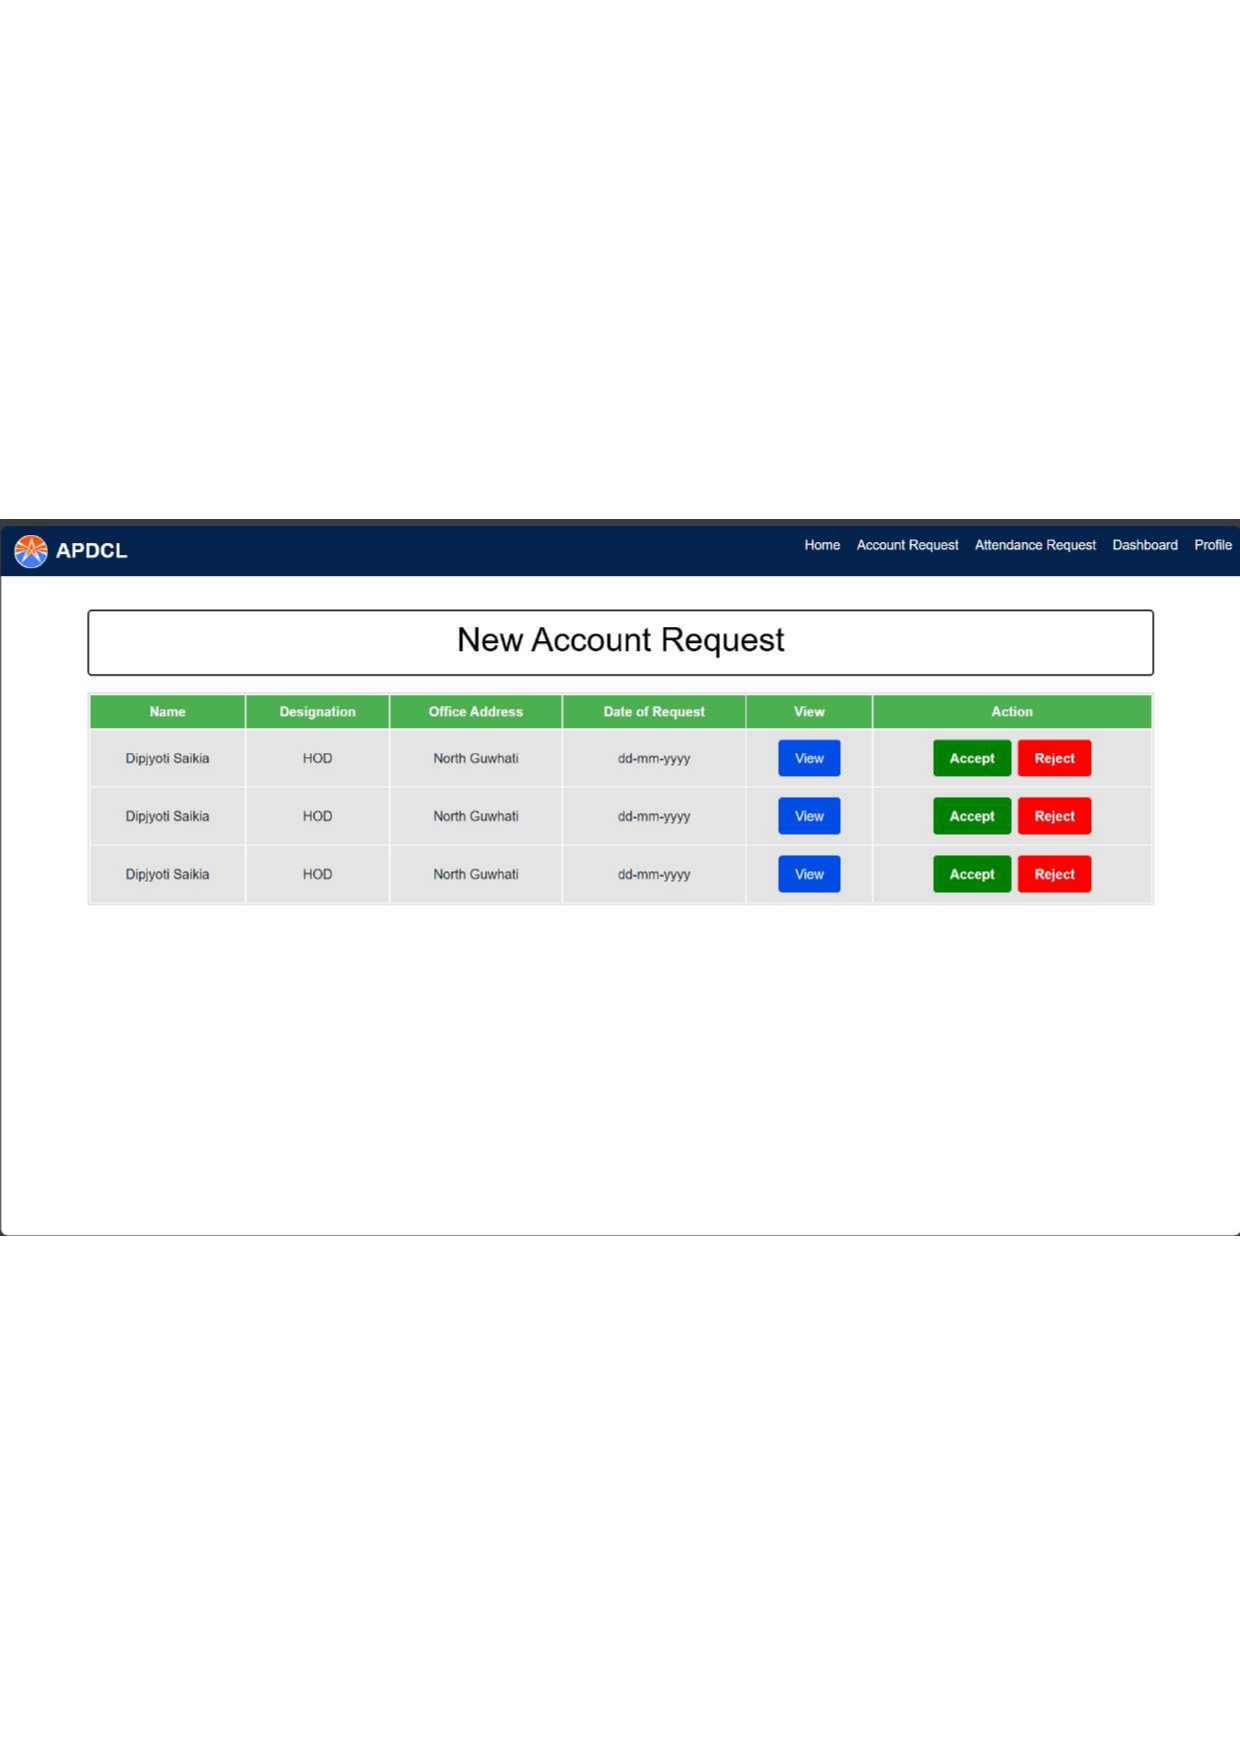 APDCL Home Account Request Attendance Request Dashboard Profile
New Account Request
Name Designation Office Address Date of Request View Action
Dipjyoti Saikia HOD North Guwhati dd-mm-yyyy View Accept Reject
Dipjyoti Saikia HOD North Guwhati dd-mm-yyyy View Accept Reject
Dipjyoti Saikia HOD North Guwhati dd-mm-yyyy View Accept Reject